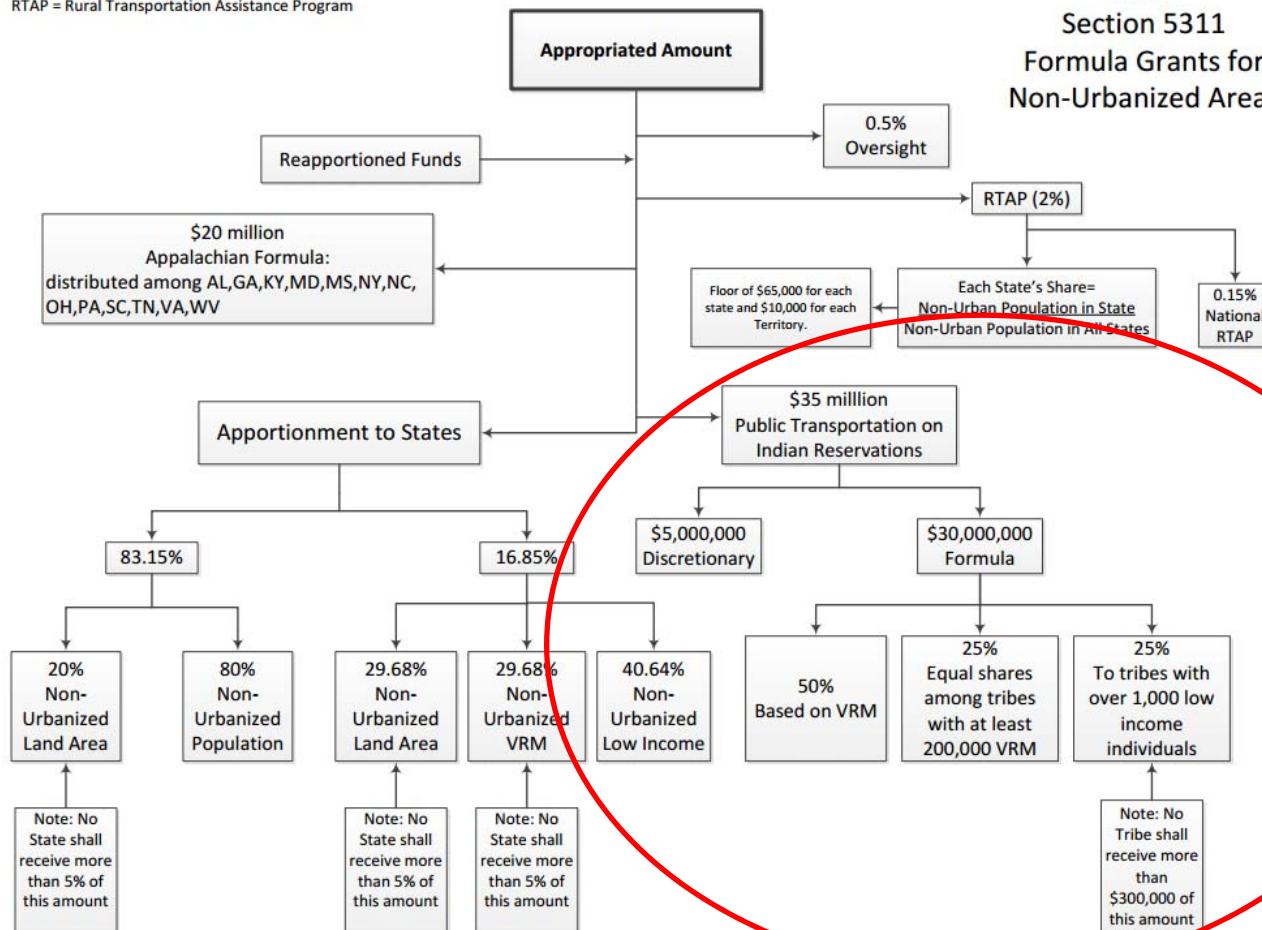 RTAP = Rural Transportation Assistance Program
Section 5311
Formula Grants for
Non-Urbanized Area
Appropriated Amount
0.5%
Oversight
Reapportioned Funds
RTAP (2%)
$20 million
Appalachian Formula:
distributed among AL,GA,KY,MD,MS,NY,NC,
OH,PA,SC,TN,VA,WV
Floor of $65,000 for each
state and $10,000 for each
Territory.
Each State's Share=
Non-Urban Population in State
Non-Urban Population in All States
0.15%
National
RTAP
Apportionment to States
$35 milllion
Public Transportation on
Indian Reservations
83.15%
16.85%
$5,000,000
Discretionary
$30,000,000
Formula
20%
Non-
Urbanized
Land Area
80%
Non-
Urbanized
Population
29.68%
Non-
Urbanized
Land Area
29.68%
Non-
Urbanized
VRM
40.64%
Non-
Urbanized
Low Income
50%
Based on VRM
25%
Equal shares
among tribes
with at least
200,000 VRM
25%
To tribes with
over 1,000 low
income
individuals
Note: No
State shall
receive more
than 5% of
this amount
Note: No
State shall
receive more
than 5% of
this amount
Note: No
State shall
receive more
than 5% of
this amount
Note: No
Tribe shall
receive more
than
$300,000 of
this amount